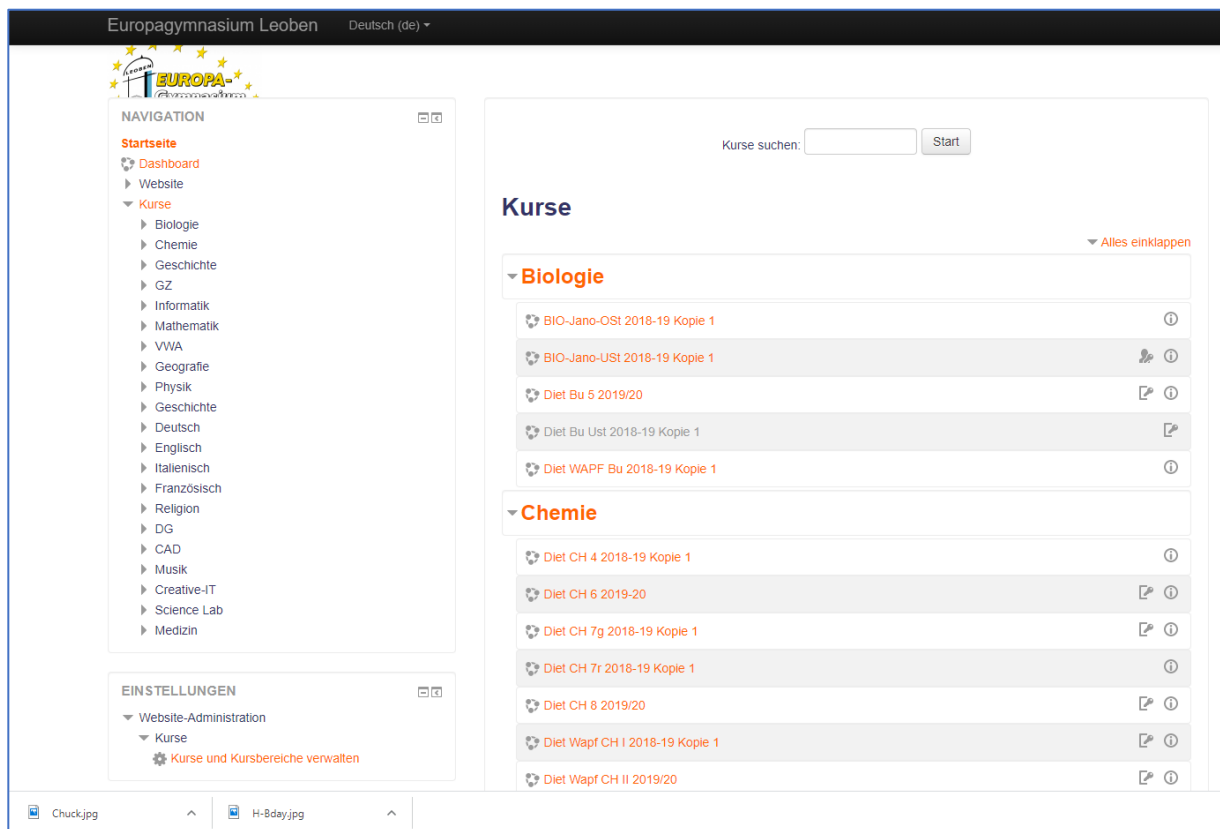 Europagymnasium Leoben Deutsch (de)
LEOBEN
EUROPA-
Gymnasium
NAVIGATION
Startseite
Dashboard
Website
Kurse
Biologie
Chemie
Geschichte
GZ
Informatik
Mathematik
VWA
Geografie
Physik
Geschichte
Deutsch
Englisch
Italienisch
Französisch
Religion
DG
CAD
Musik
Creative-IT
Science Lab
Medizin
EINSTELLUNGEN
Website-Administration
Kurse
Kurse und Kursbereiche verwalten
Kurse suchen: Start
Kurse
Alles einklappen
Biologie
BIO-Jano-OSt 2018-19 Kopie 1
BIO-Jano-USt 2018-19 Kopie 1
Diet Bu 5 2019/20
Diet Bu Ust 2018-19 Kopie 1
Diet WAPF Bu 2018-19 Kopie 1
Chemie
Diet CH 4 2018-19 Kopie 1
Diet CH 6 2019-20
Diet CH 7g 2018-19 Kopie 1
Diet CH 7r 2018-19 Kopie 1
Diet CH 8 2019/20
Diet Wapf CH I 2018-19 Kopie 1
Diet Wapf CH II 2019/20
Chuck.jpg H-Bday.jpg